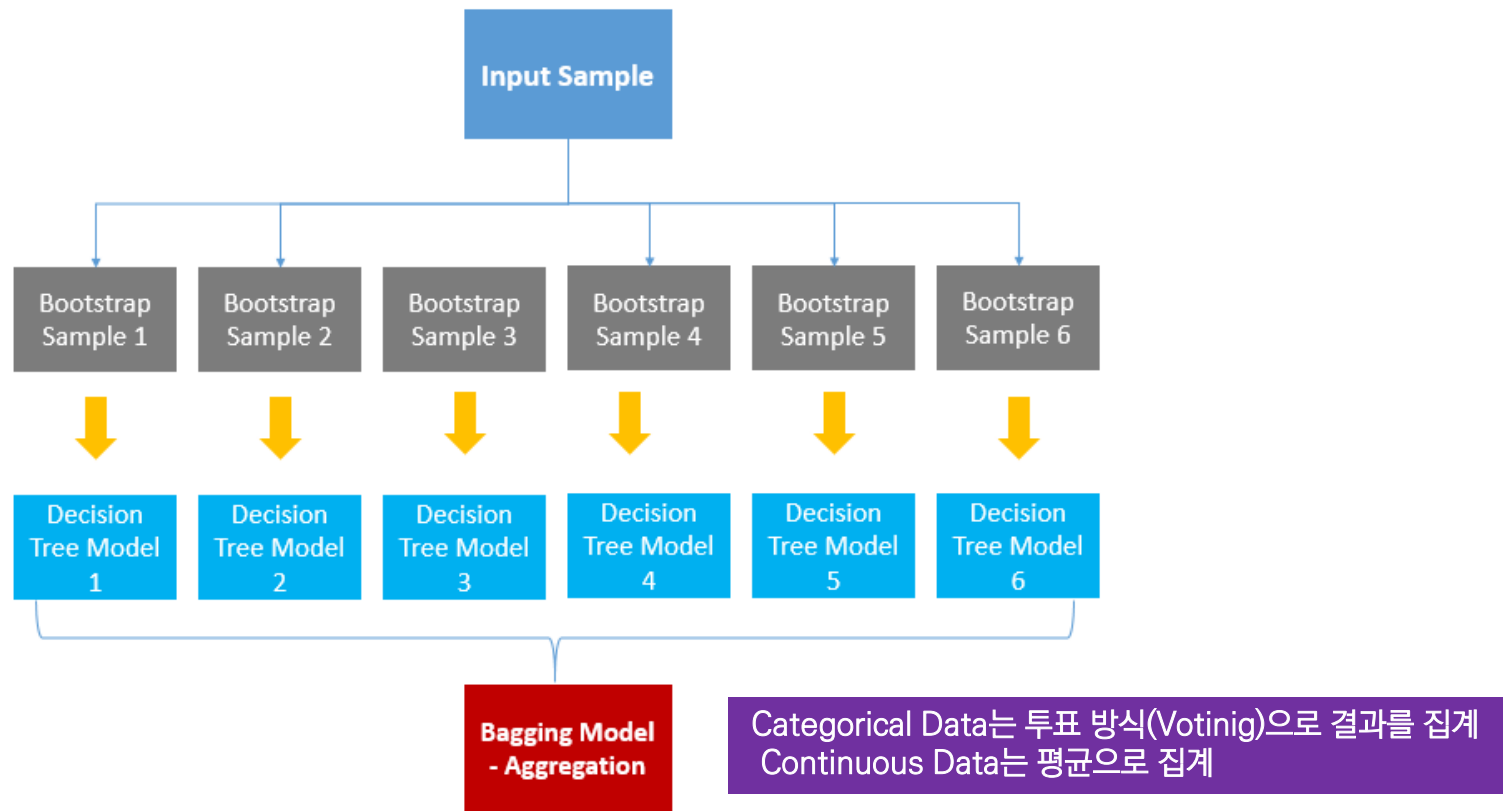 Input Sample
Bootstrap
Sample 1
Bootstrap
Sample 2
Bootstrap
Sample 3
Bootstrap
Sample 4
Bootstrap
Sample 5
Bootstrap
Sample 6
Decision
Tree Model
1
Decision
Tree Model
2
Decision
Tree Model
3
Decision
Tree Model
4
Decision
Tree Model
5
Decision
Tree Model
6
Bagging Model
- Aggregation
Categorical Data는 투표 방식(Votinig)으로 결과를 집계
Continuous Data는 평균으로 집계